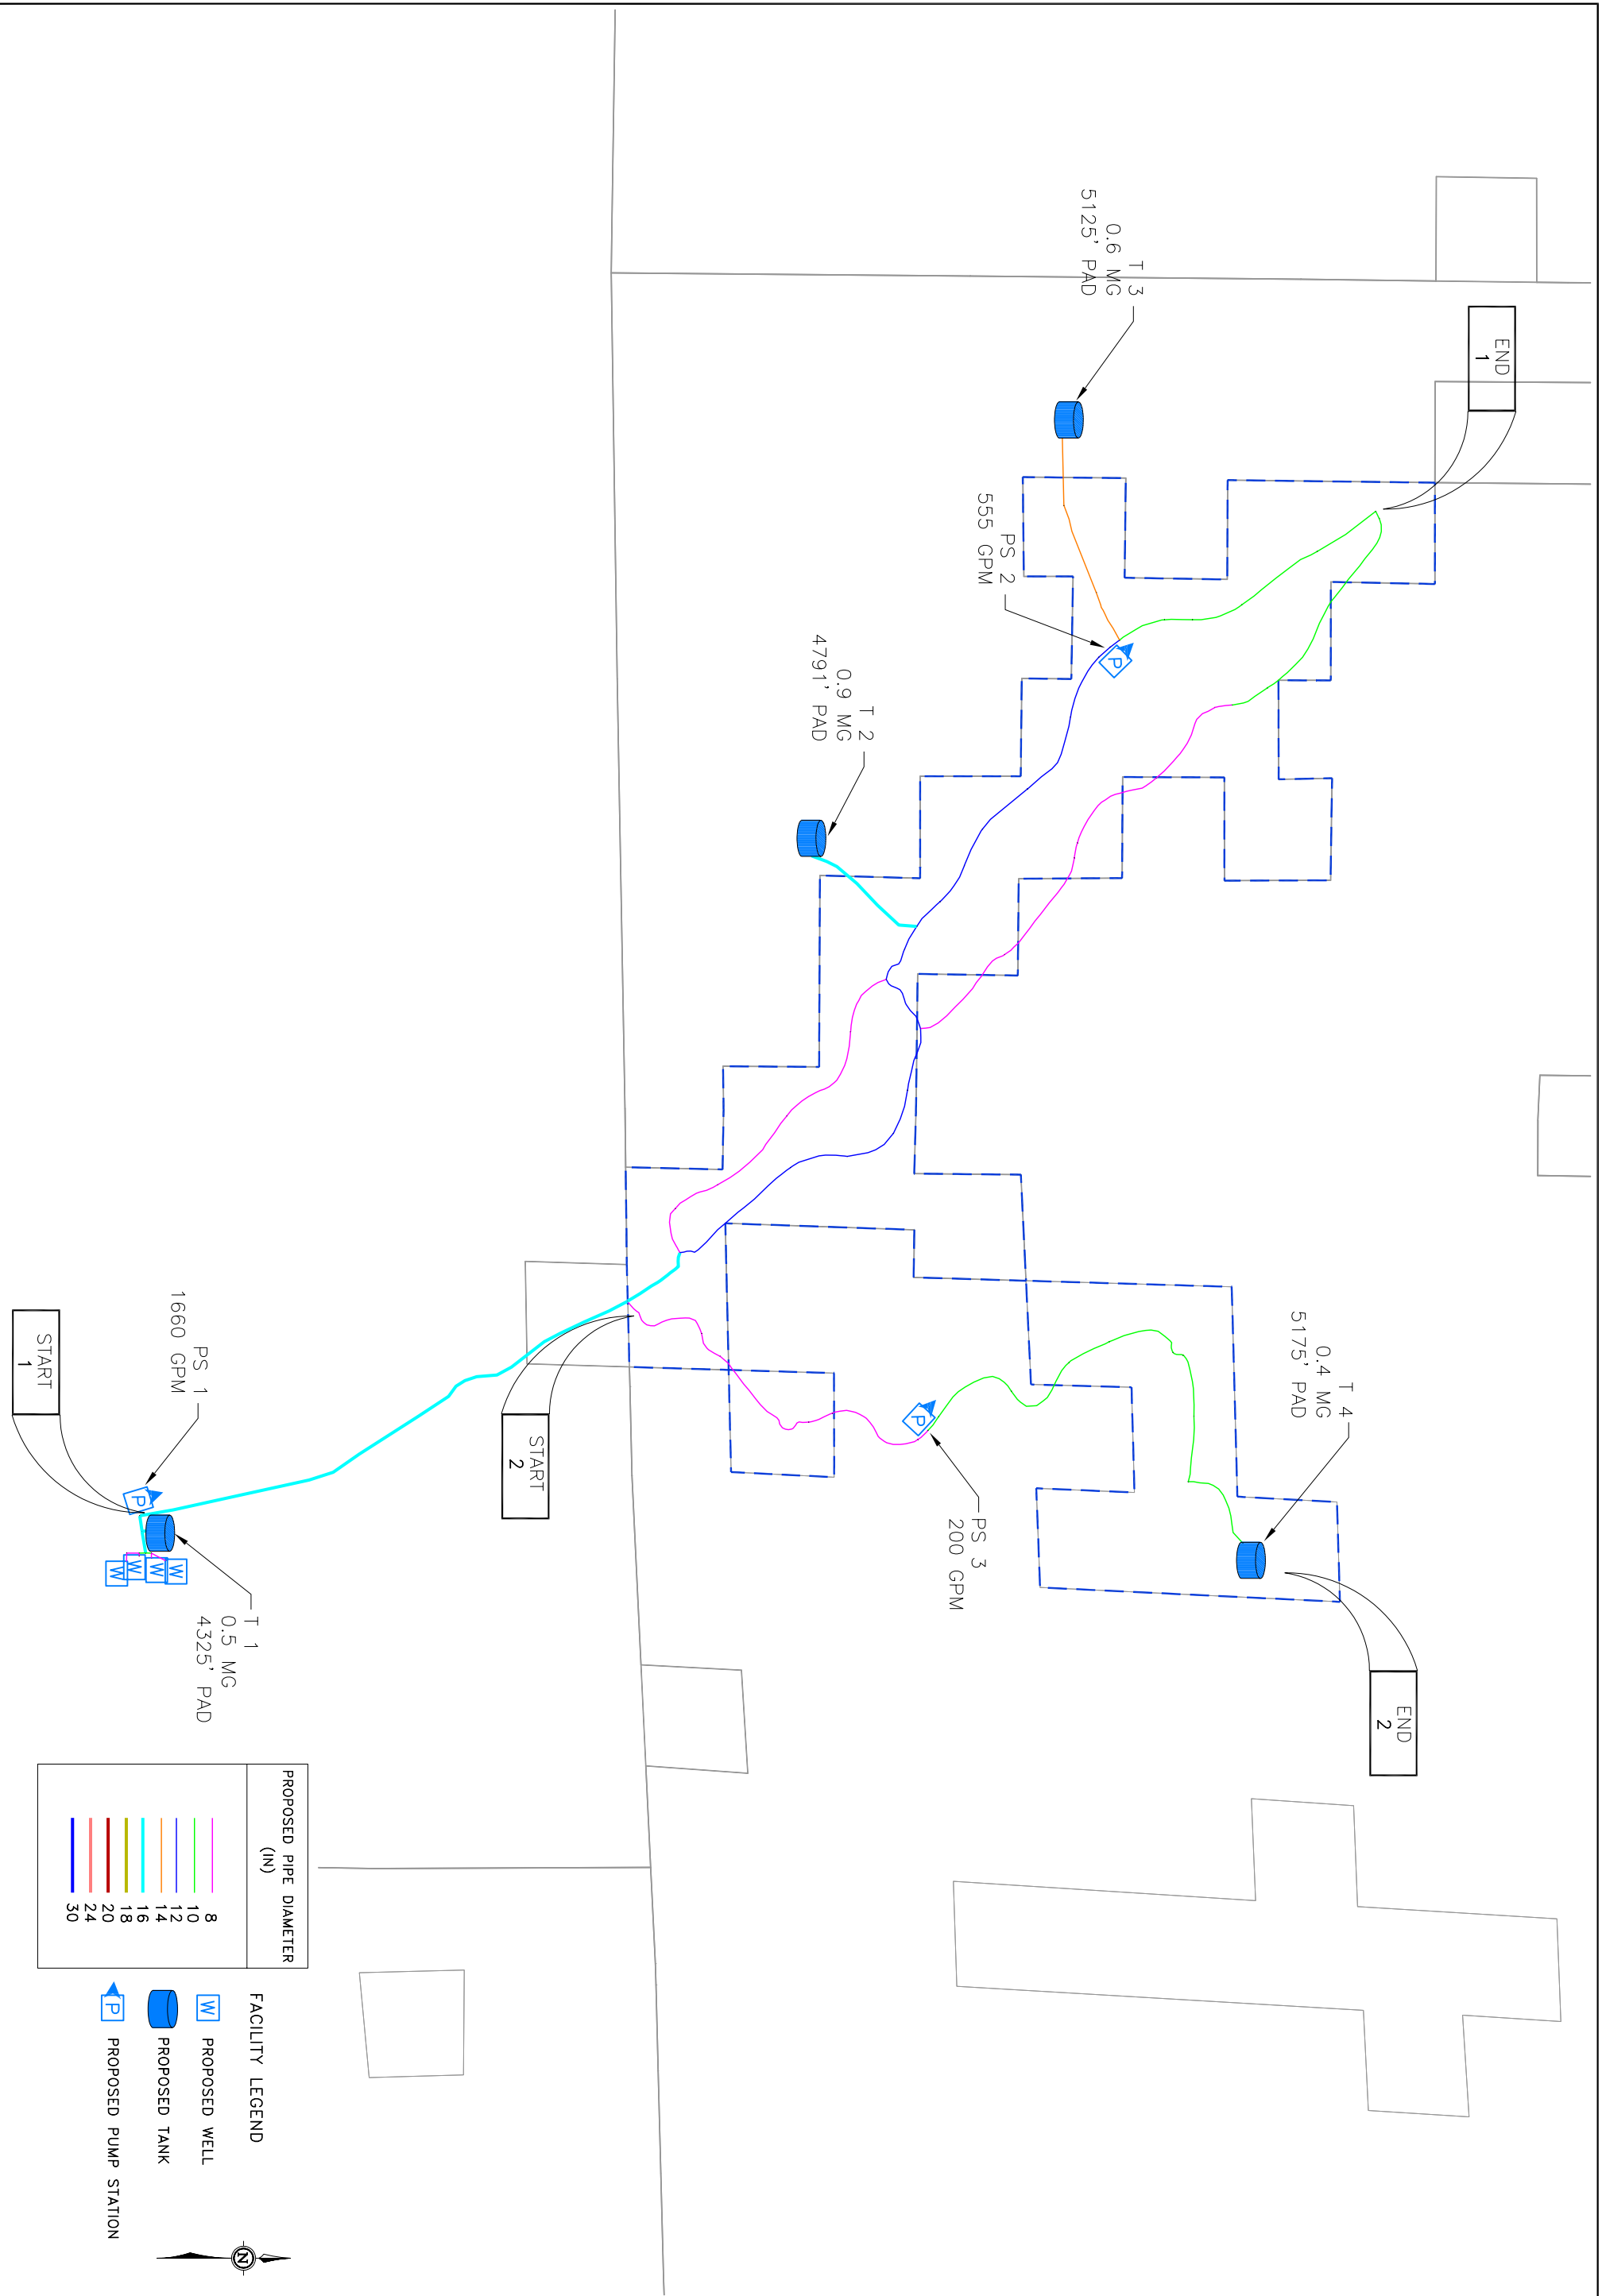 END
1
T 3
0.6 MG
5125' PAD
PS 2
555 GPM
T 2
0.9 MG
4791' PAD
T 4
0.4 MG
5175' PAD
END
2
P
P
PS 3
200 GPM
START
2
PS 1
1660 GPM
START
1
P
W
W
W
W
T 1
0.5 MG
4325' PAD
PROPOSED PIPE DIAMETER
(IN)
8
10
12
14
16
18
20
24
30
FACILITY LEGEND
W PROPOSED WELL
PROPOSED TANK
P PROPOSED PUMP STATION
N